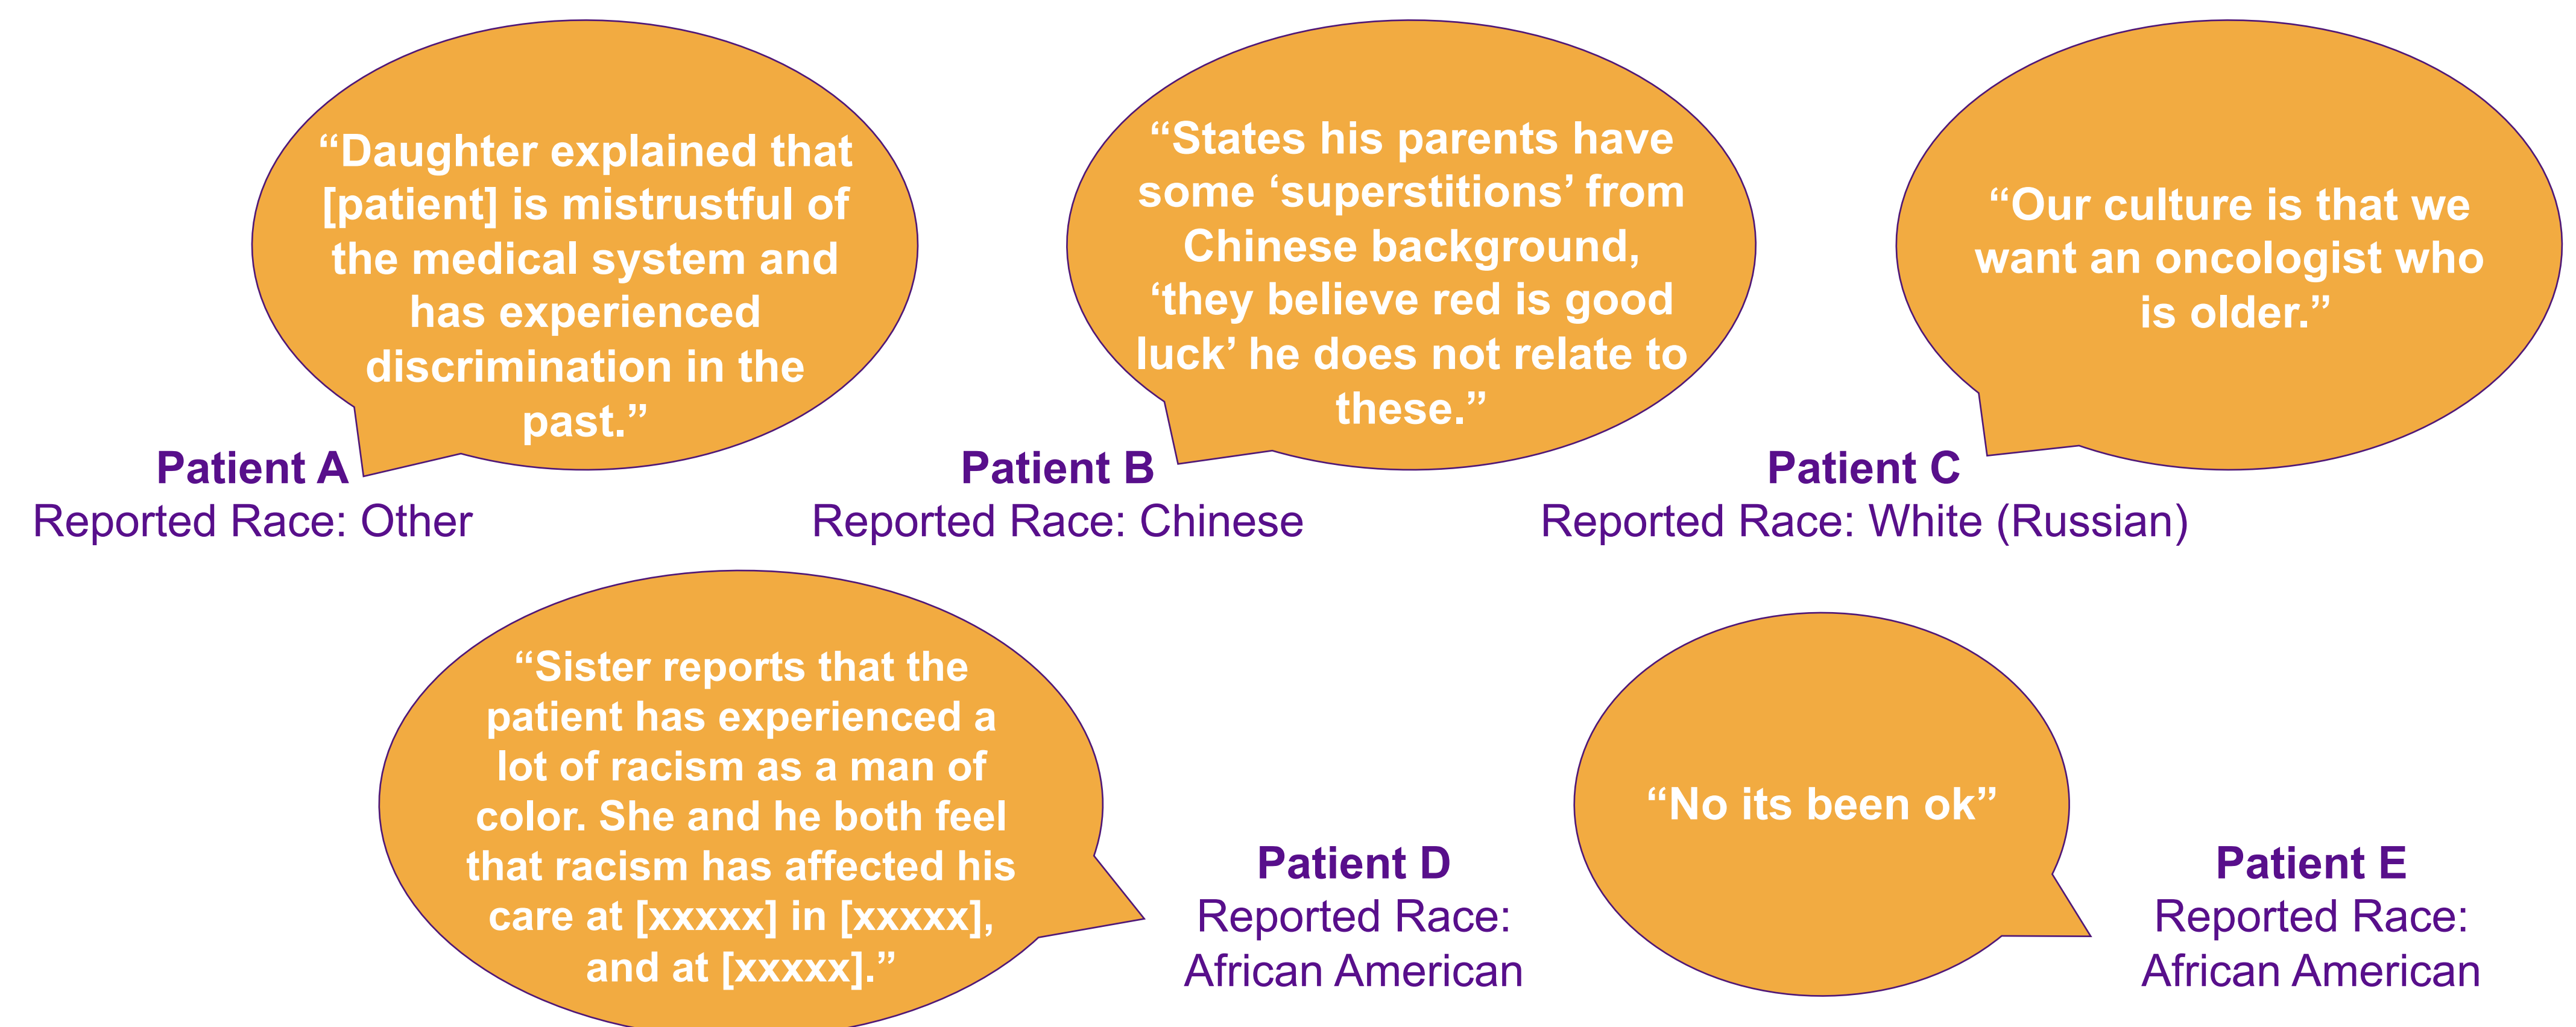 “Daughter explained that
[patient] is mistrustful of
the medical system and
has experienced
discrimination in the
past.”
Patient A
Reported Race: Other
“States his parents have
some ‘superstitions’ from
Chinese background,
‘they believe red is good
luck’ he does not relate to
these.”
Patient B
Reported Race: Chinese
“Our culture is that we
want an oncologist who
is older.”
Patient C
Reported Race: White (Russian)
“Sister reports that the
patient has experienced a
lot of racism as a man of
color. She and he both feel
that racism has affected his
care at [xxxxx] in [xxxxx],
and at [xxxxx].”
Patient D
Reported Race:
African American
“No its been ok”
Patient E
Reported Race:
African American